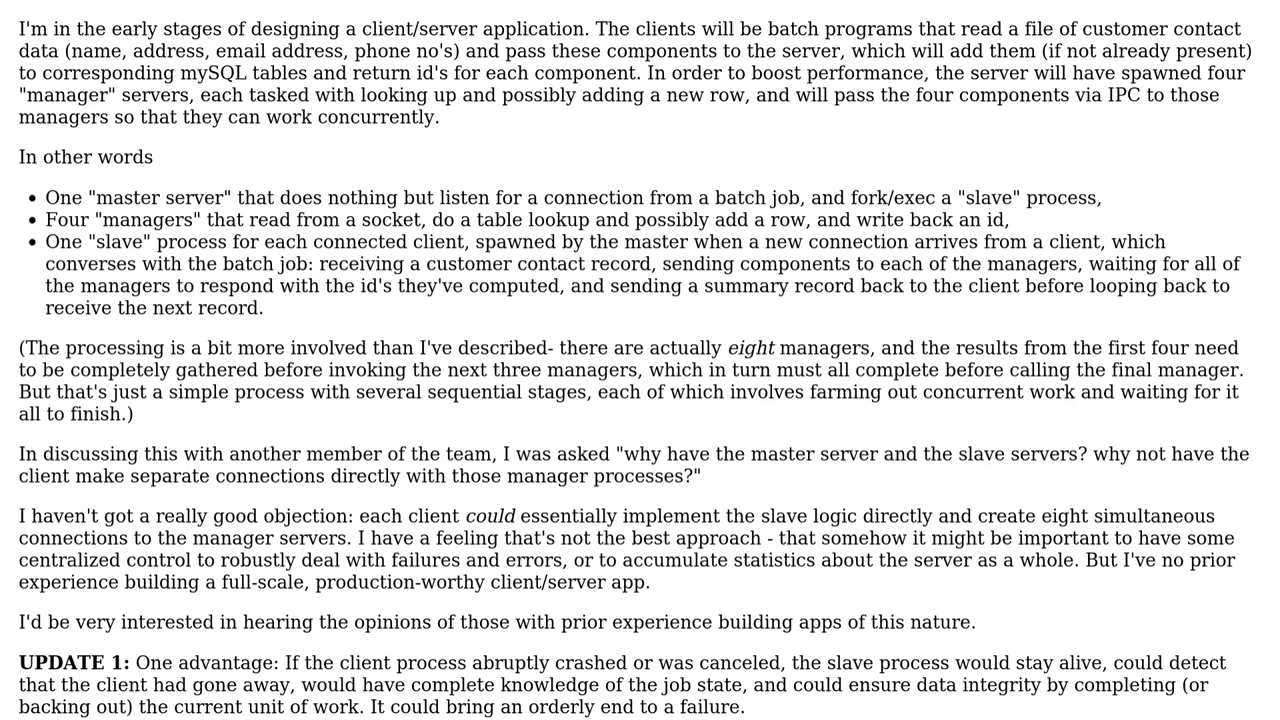 I'm in the early stages of designing a client/server application. The clients will be batch programs that read a file of customer contact
data (name, address, email address, phone no's) and pass these components to the server, which will add them (if not already present)
to corresponding mySQL tables and return id's for each component. In order to boost performance, the server will have spawned four
"manager" servers, each tasked with looking up and possibly adding a new row, and will pass the four components via IPC to those
managers so that they can work concurrently.
In other words
• One "master server" that does nothing but listen for a connection from a batch job, and fork/exec a "slave" process,
• Four "managers" that read from a socket, do a table lookup and possibly add a row, and write back an id,
• One "slave" process for each connected client, spawned by the master when a new connection arrives from a client, which
converses with the batch job: receiving a customer contact record, sending components to each of the managers, waiting for all of
the managers to respond with the id's they've computed, and sending a summary record back to the client before looping back to
receive the next record.
(The processing is a bit more involved than I've described- there are actually eight managers, and the results from the first four need
to be completely gathered before invoking the next three managers, which in turn must all complete before calling the final manager.
But that's just a simple process with several sequential stages, each of which involves farming out concurrent work and waiting for it
all to finish.)
In discussing this with another member of the team, I was asked "why have the master server and the slave servers? why not have the
client make separate connections directly with those manager processes?"
I haven't got a really good objection: each client could essentially implement the slave logic directly and create eight simultaneous
connections to the manager servers. I have a feeling that's not the best approach - that somehow it might be important to have some
centralized control to robustly deal with failures and errors, or to accumulate statistics about the server as a whole. But I've no prior
experience building a full-scale, production-worthy client/server app.
I'd be very interested in hearing the opinions of those with prior experience building apps of this nature.
UPDATE 1: One advantage: If the client process abruptly crashed or was canceled, the slave process would stay alive, could detect
that the client had gone away, would have complete knowledge of the job state, and could ensure data integrity by completing (or
backing out) the current unit of work. It could bring an orderly end to a failure.